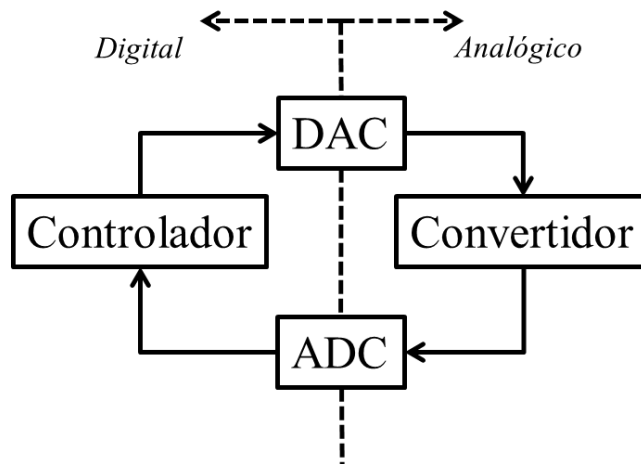 Digital
Analógico
DAC
Controlador
Convertidor
ADC